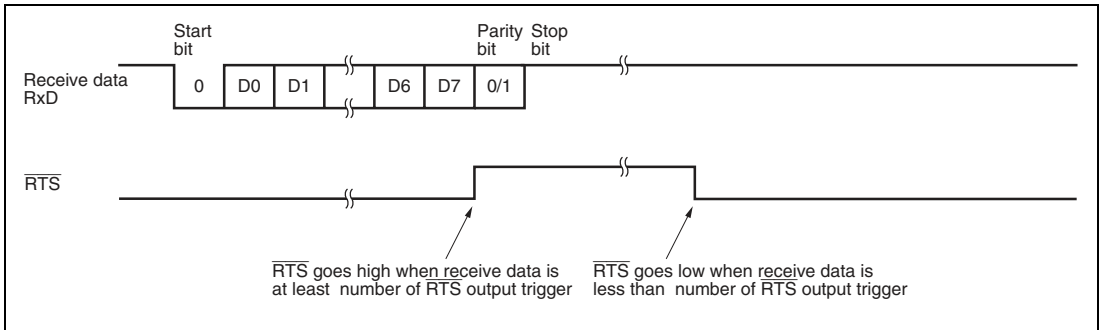 Start bit
Parity bit
Stop bit
Receive data
RxD
0 D0 D1 D6 D7 0/1
RTS
RTS goes high when receive data is
at least number of RTS output trigger
RTS goes low when receive data is
less than number of RTS output trigger